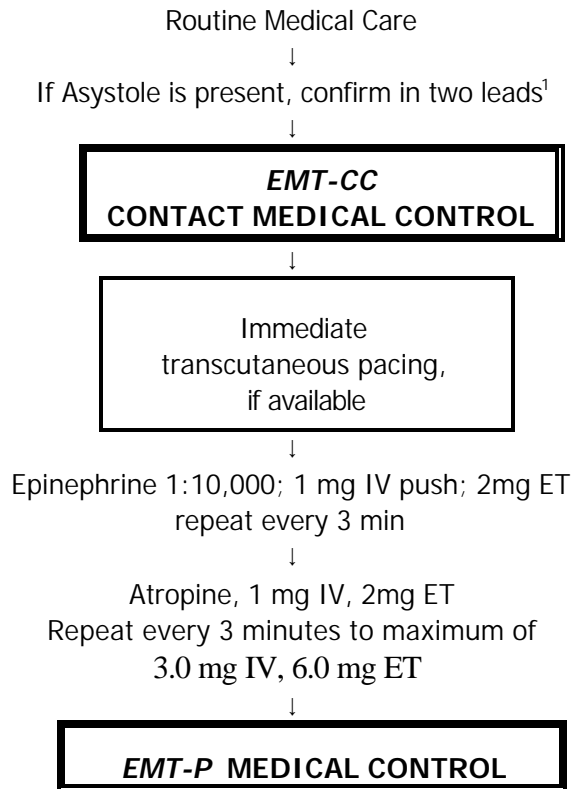 Routine Medical Care
↓
If Asystole is present, confirm in two leads¹
↓
EMT-CC
CONTACT MEDICAL CONTROL
↓
Immediate
transcutaneous pacing,
if available
↓
Epinephrine 1:10,000; 1 mg IV push; 2mg ET
repeat every 3 min
↓
Atropine, 1 mg IV, 2mg ET
Repeat every 3 minutes to maximum of
3.0 mg IV, 6.0 mg ET
↓
EMT-P MEDICAL CONTROL